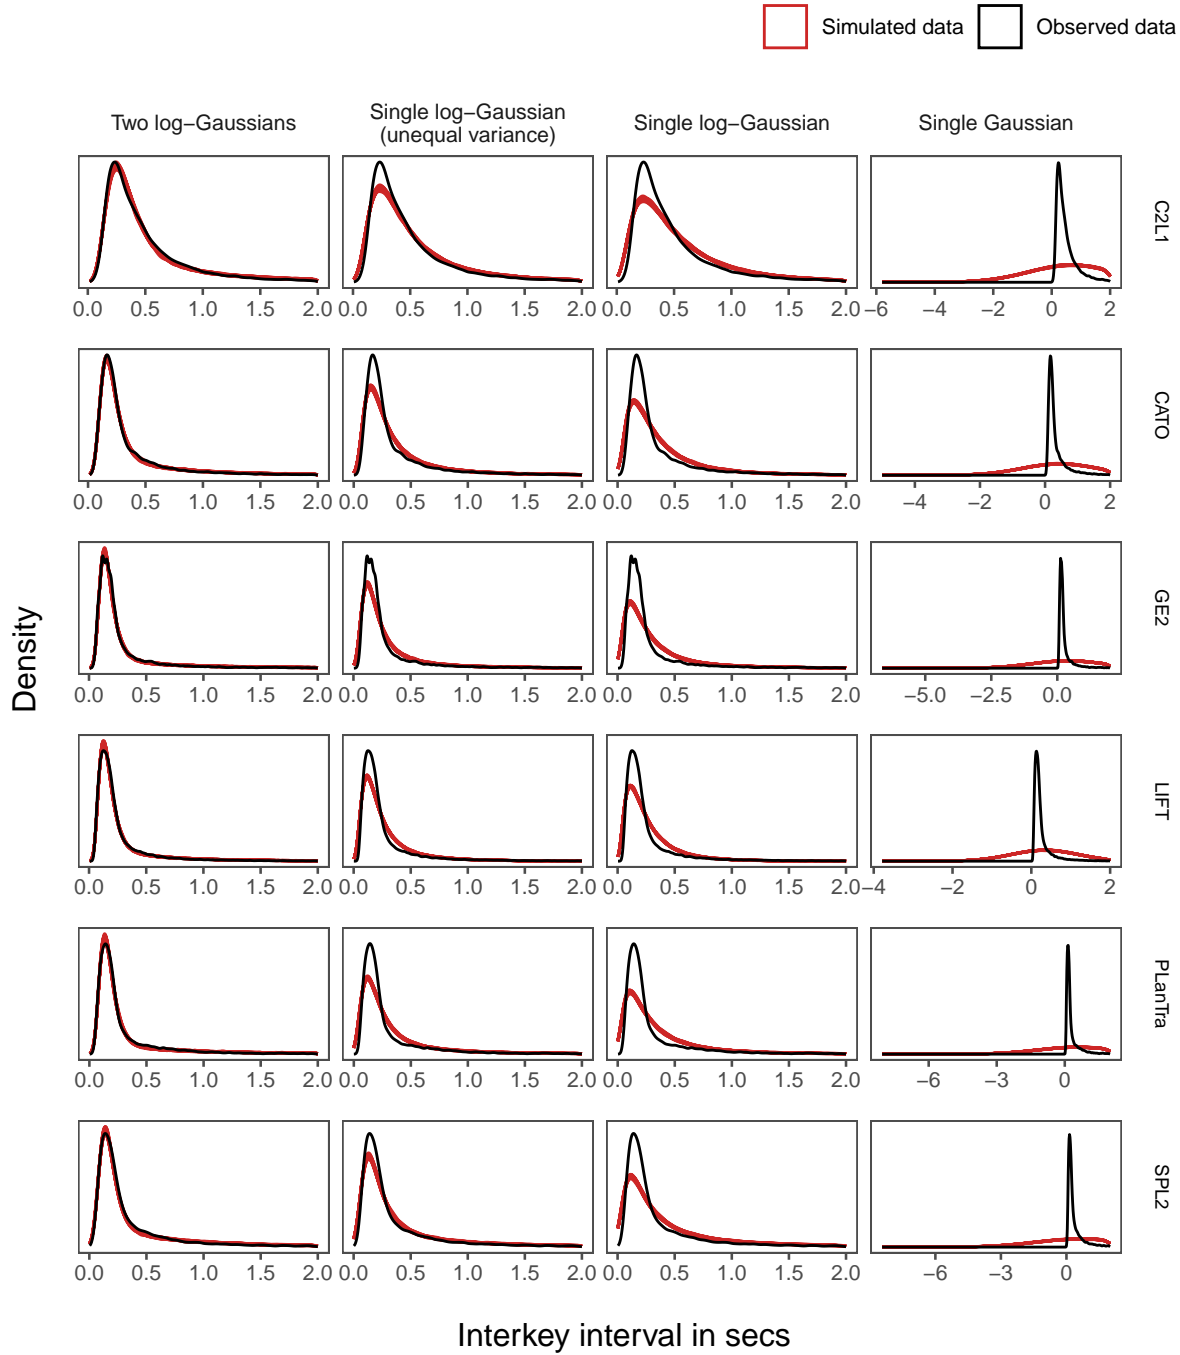 Simulated data Observed data
Two log−Gaussians
Single log−Gaussian
(unequal variance)
Single log−Gaussian
Single Gaussian
0.0 0.5 1.0 1.5 2.0 0.0 0.5 1.0 1.5 2.0 0.0 0.5 1.0 1.5 2.0 −6 −4 −2 0 2
C2L1
0.0 0.5 1.0 1.5 2.0 0.0 0.5 1.0 1.5 2.0 0.0 0.5 1.0 1.5 2.0 −4 −2 0 2
CATO
0.0 0.5 1.0 1.5 2.0 0.0 0.5 1.0 1.5 2.0 0.0 0.5 1.0 1.5 2.0 −5.0 −2.5 0.0
GE2
0.0 0.5 1.0 1.5 2.0 0.0 0.5 1.0 1.5 2.0 0.0 0.5 1.0 1.5 2.0 −4 −2 0 2
LIFT
0.0 0.5 1.0 1.5 2.0 0.0 0.5 1.0 1.5 2.0 0.0 0.5 1.0 1.5 2.0 −6 −3 0
PLanTra
0.0 0.5 1.0 1.5 2.0 0.0 0.5 1.0 1.5 2.0 0.0 0.5 1.0 1.5 2.0 −6 −3 0
SPL2
Density
Interkey interval in secs